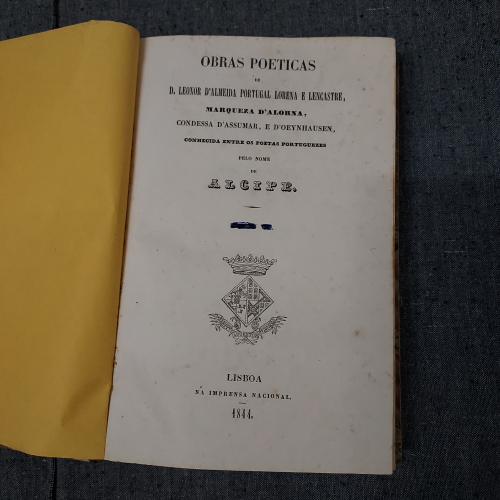 OBRAS POETICAS
DE
D. LEONOR D'ALMEIDA PORTUGAL LORENA E LENCASTRE,
MARQUEZA D'ALORNA,
CONDESSA D'ASSUMAR, E D'OEYNHAUSEN,
CONHECIDA ENTRE OS POETAS PORTUGUEZES
PELO NOME
DE
ALCIPE.
LISBOA
NA IMPRENSA NACIONAL.
1844.